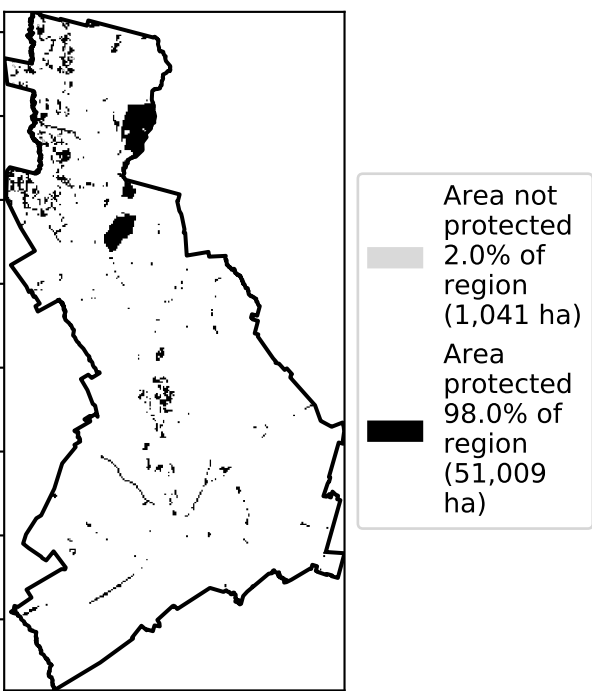 Area not
protected
2.0% of
region
(1,041 ha)
Area
protected
98.0% of
region
(51,009
ha)